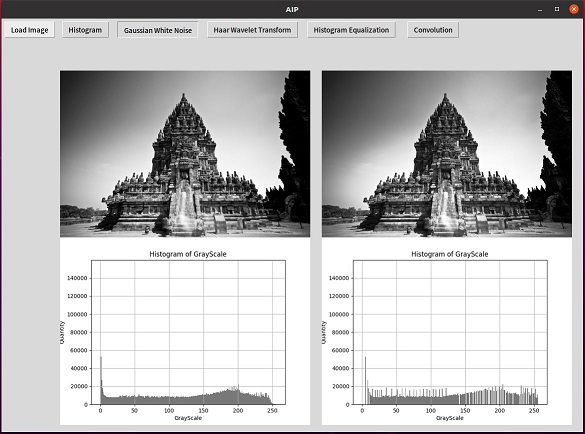 AIP
Load Image Histogram Gaussian White Noise Haar Wavelet Transform Histogram Equalization Convolution
Histogram of GrayScale
140000
120000
100000
80000
60000
40000
20000
0
Quantity
0 50 100 150 200 250
GrayScale
Histogram of GrayScale
140000
120000
100000
80000
60000
40000
20000
0
Quantity
0 50 100 150 200 250
GrayScale